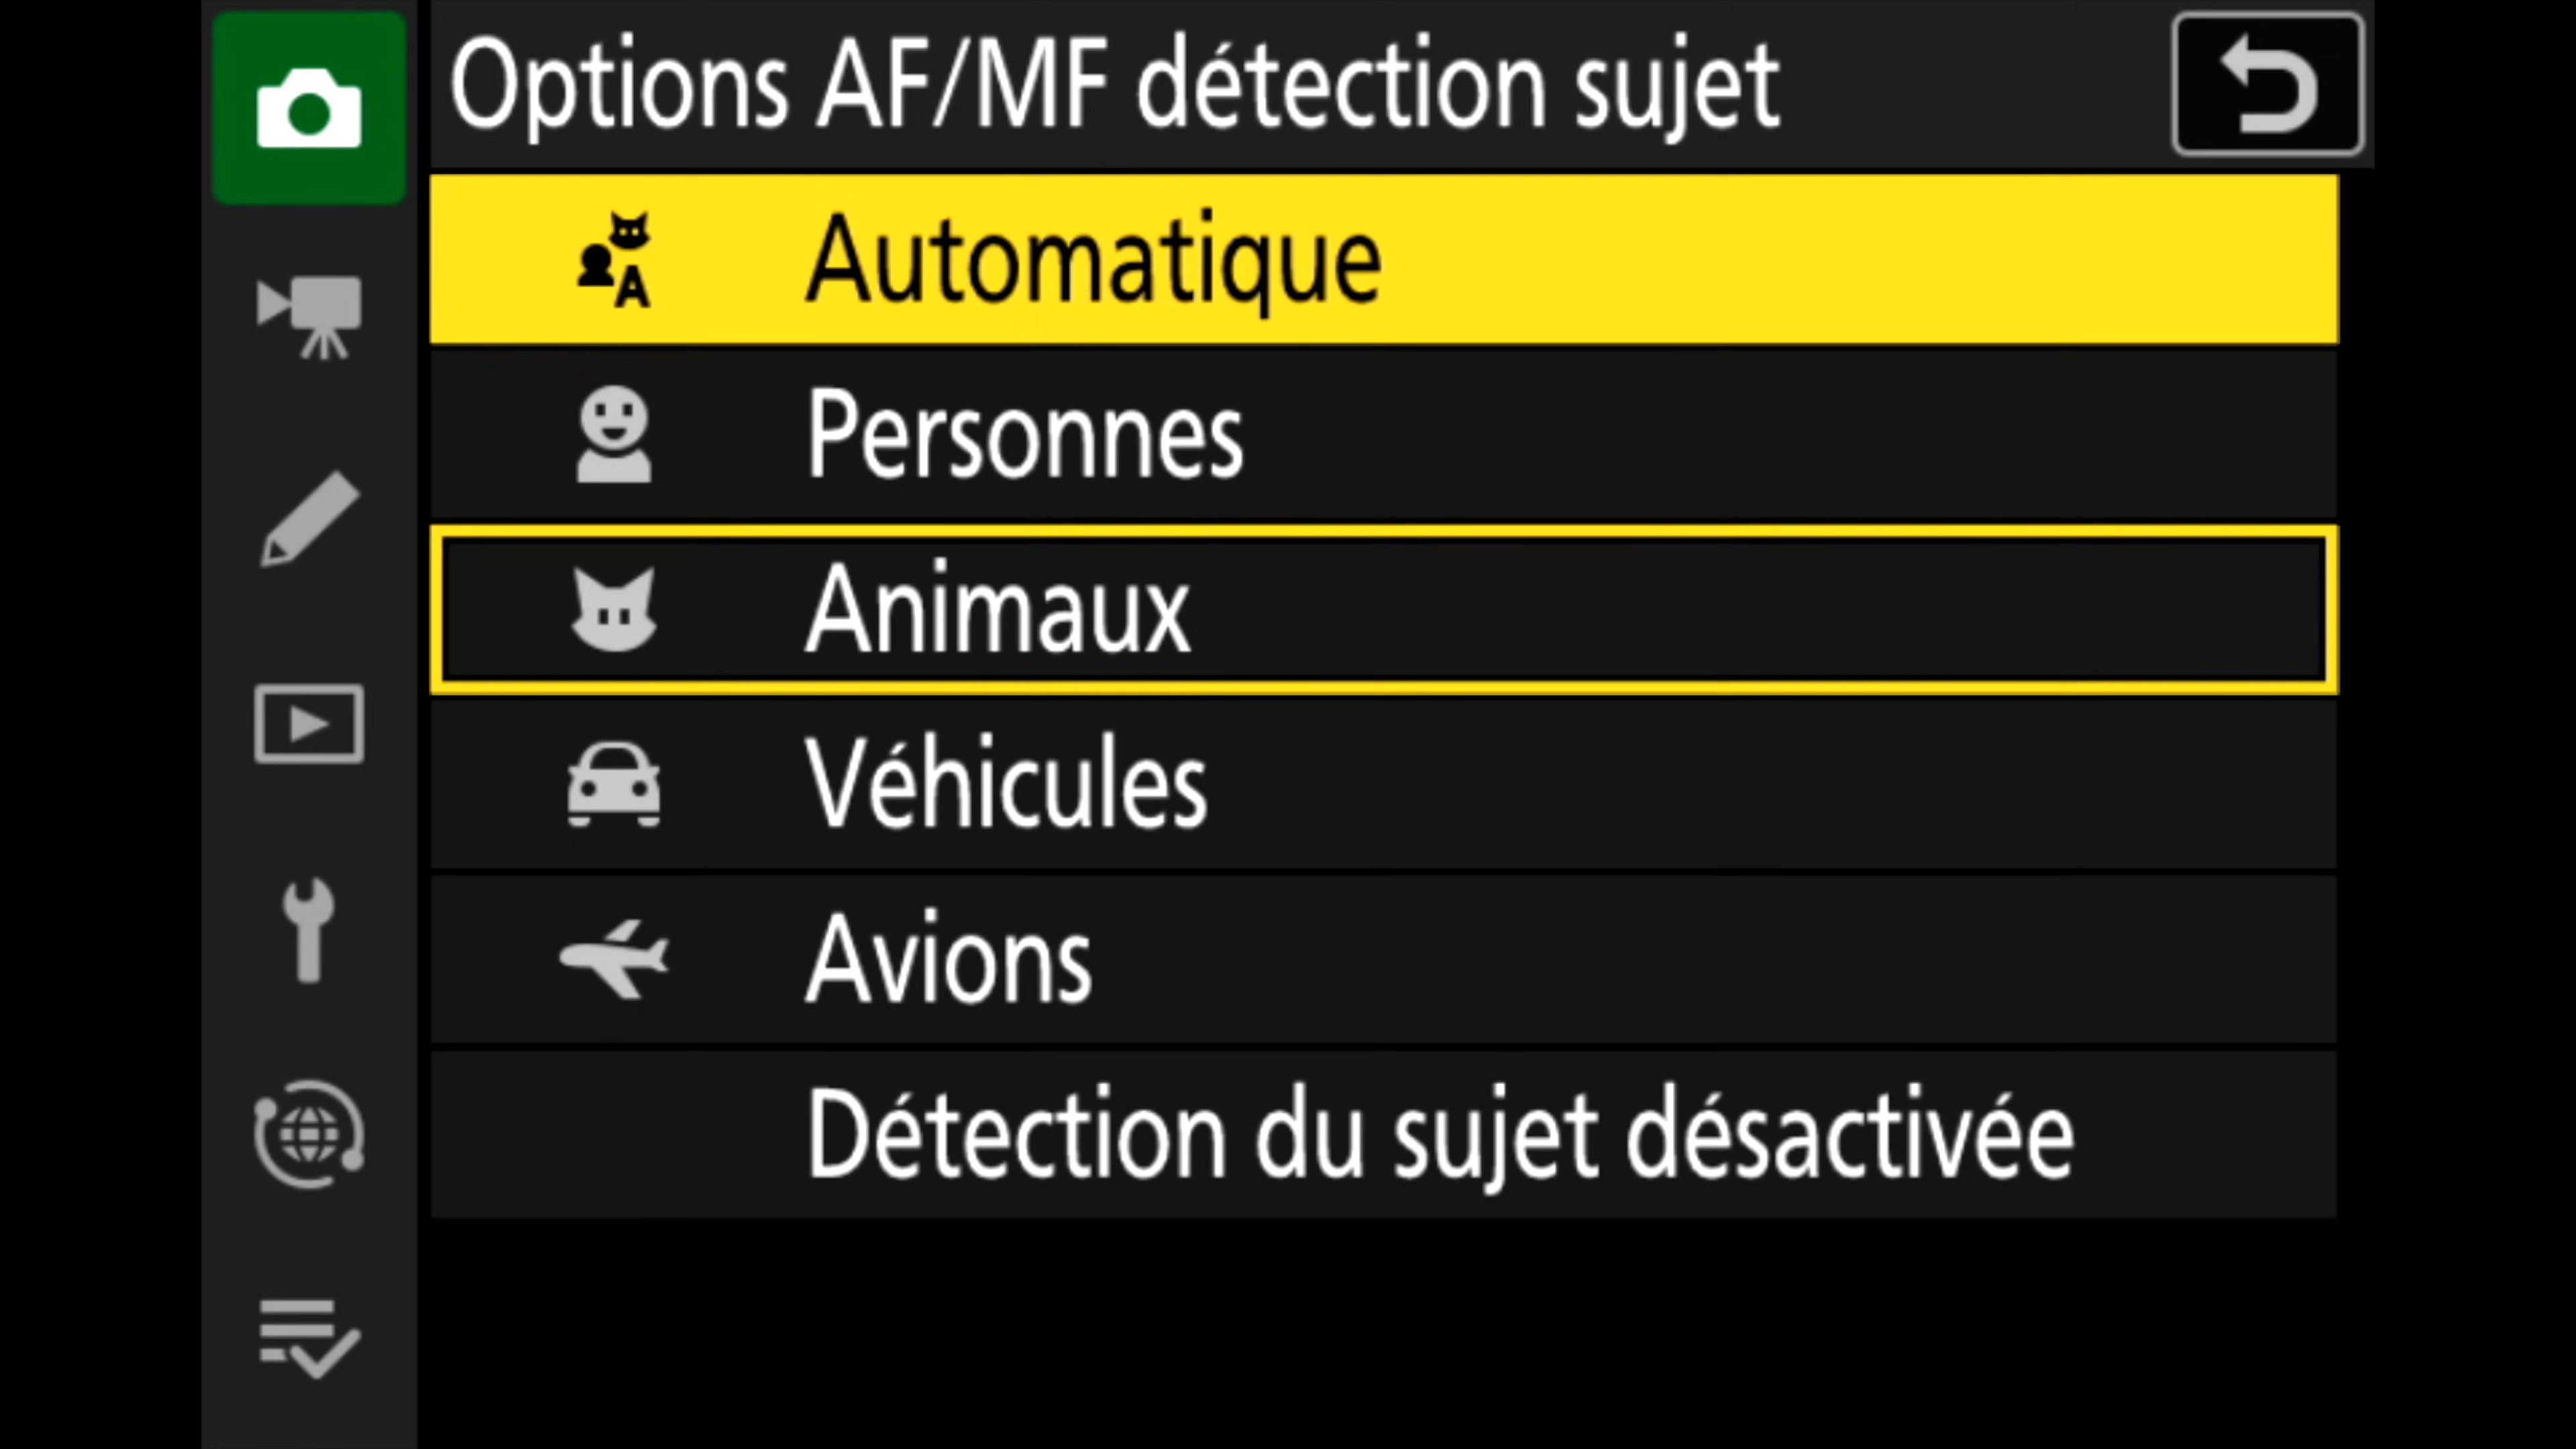 Options AF/MF détection sujet
Automatique
Personnes
Animaux
Véhicules
Avions
Détection du sujet désactivée